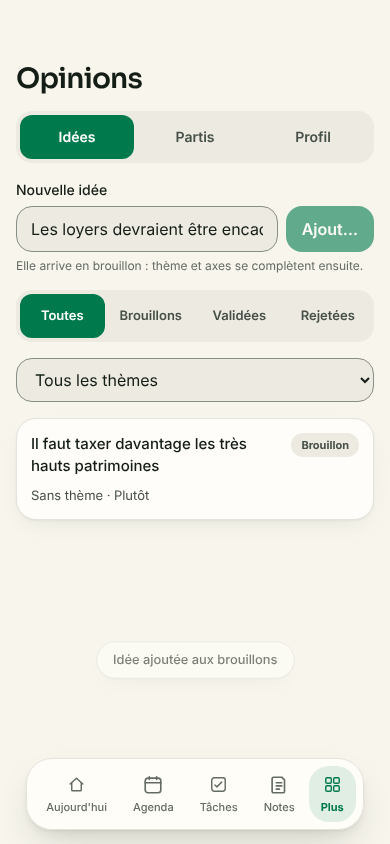 Opinions
Idées
Partis
Profil
Nouvelle idée
Les loyers devraient être encad
Ajout…
Elle arrive en brouillon : thème et axes se complètent ensuite.
Toutes
Brouillons
Validées
Rejetées
Tous les thèmes
Il faut taxer davantage les très
hauts patrimoines
Brouillon
Sans thème · Plutôt
Idée ajoutée aux brouillons
Aujourd'hui
Agenda
Tâches
Notes
Plus